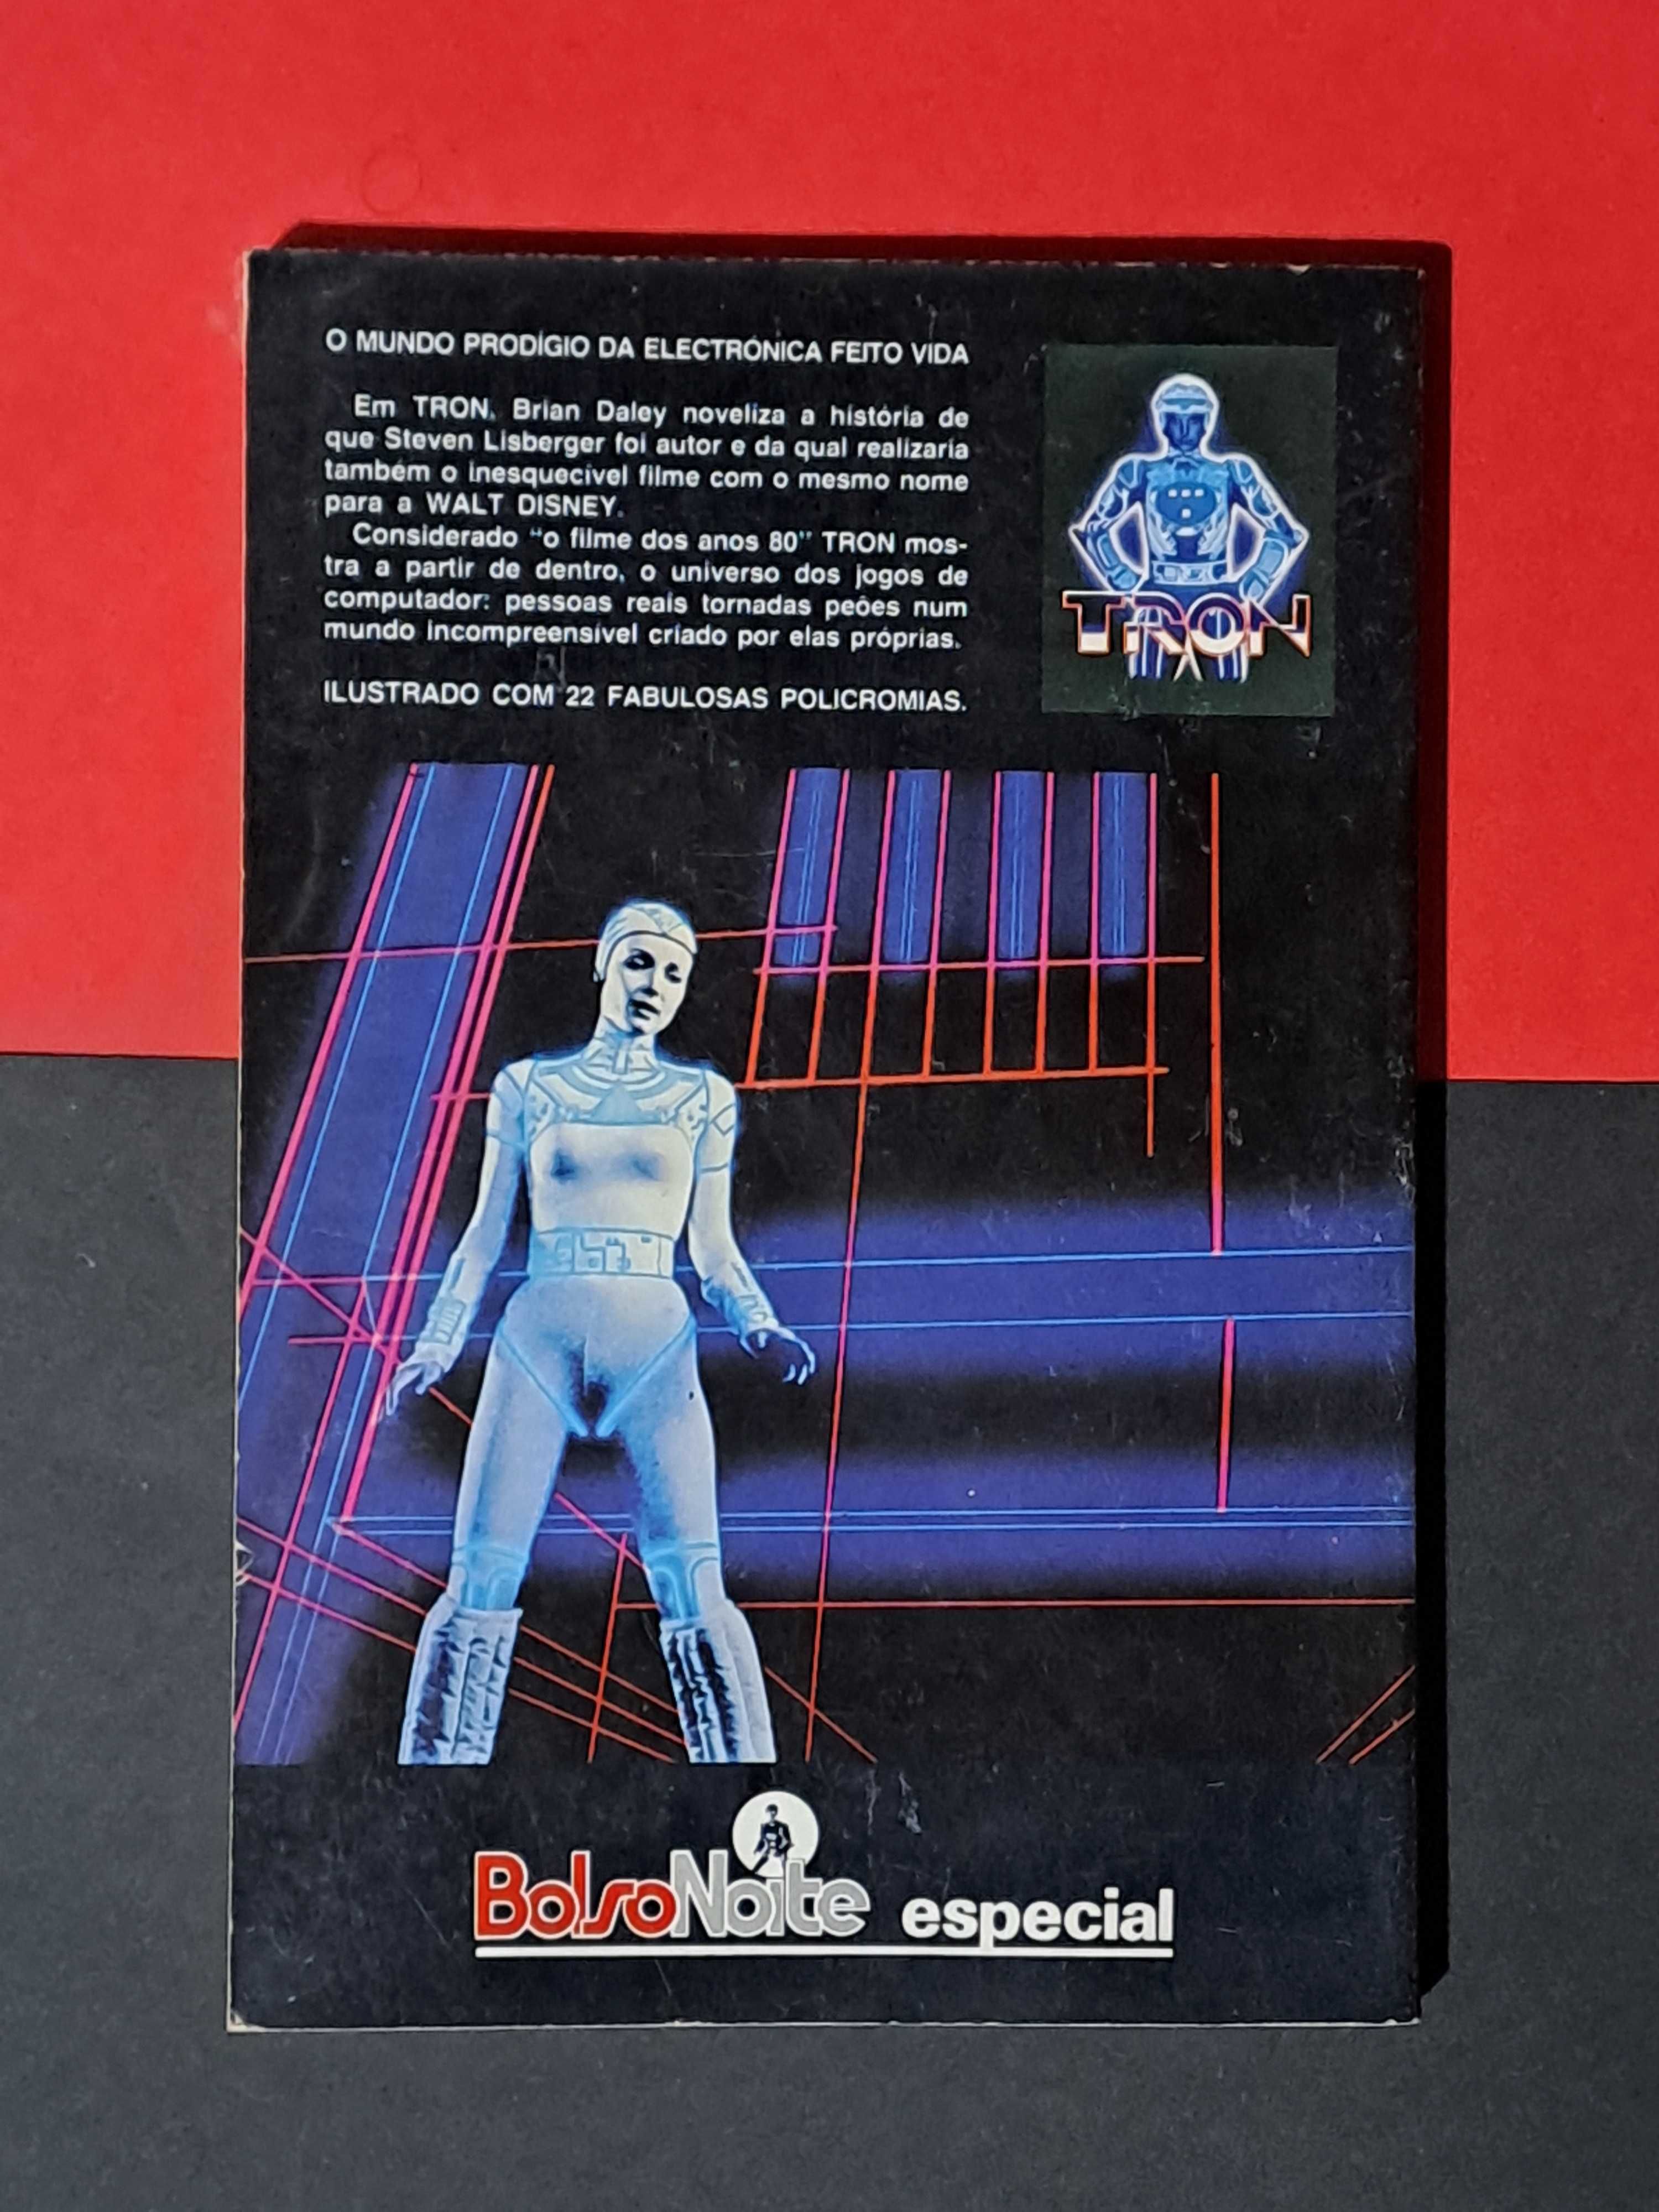 O MUNDO PRODÍGIO DA ELECTRÓNICA FEITO VIDA
Em TRON, Brian Daley noveliza a história de
que Steven Lisberger foi autor e da qual realizaria
também o inesquecível filme com o mesmo nome
para a WALT DISNEY.
Considerado "o filme dos anos 80" TRON mos-
tra a partir de dentro, o universo dos jogos de
computador: pessoas reais tornadas peões num
mundo incompreensível criado por elas próprias.
ILUSTRADO COM 22 FABULOSAS POLICROMIAS.
TRON
BolsoNoite especial